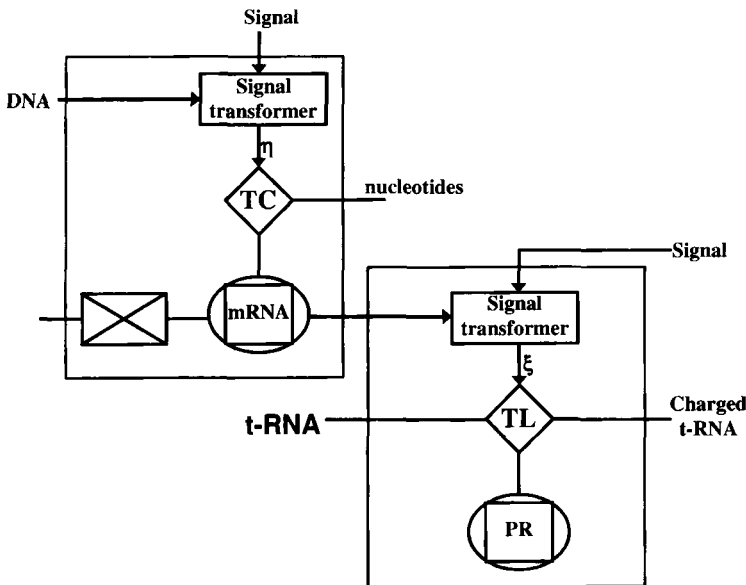 Signal
Signal
transformer
DNA
η
TC
nucleotides
Signal
mRNA
Signal
transformer
ξ
t-RNA
TL
Charged
t-RNA
PR